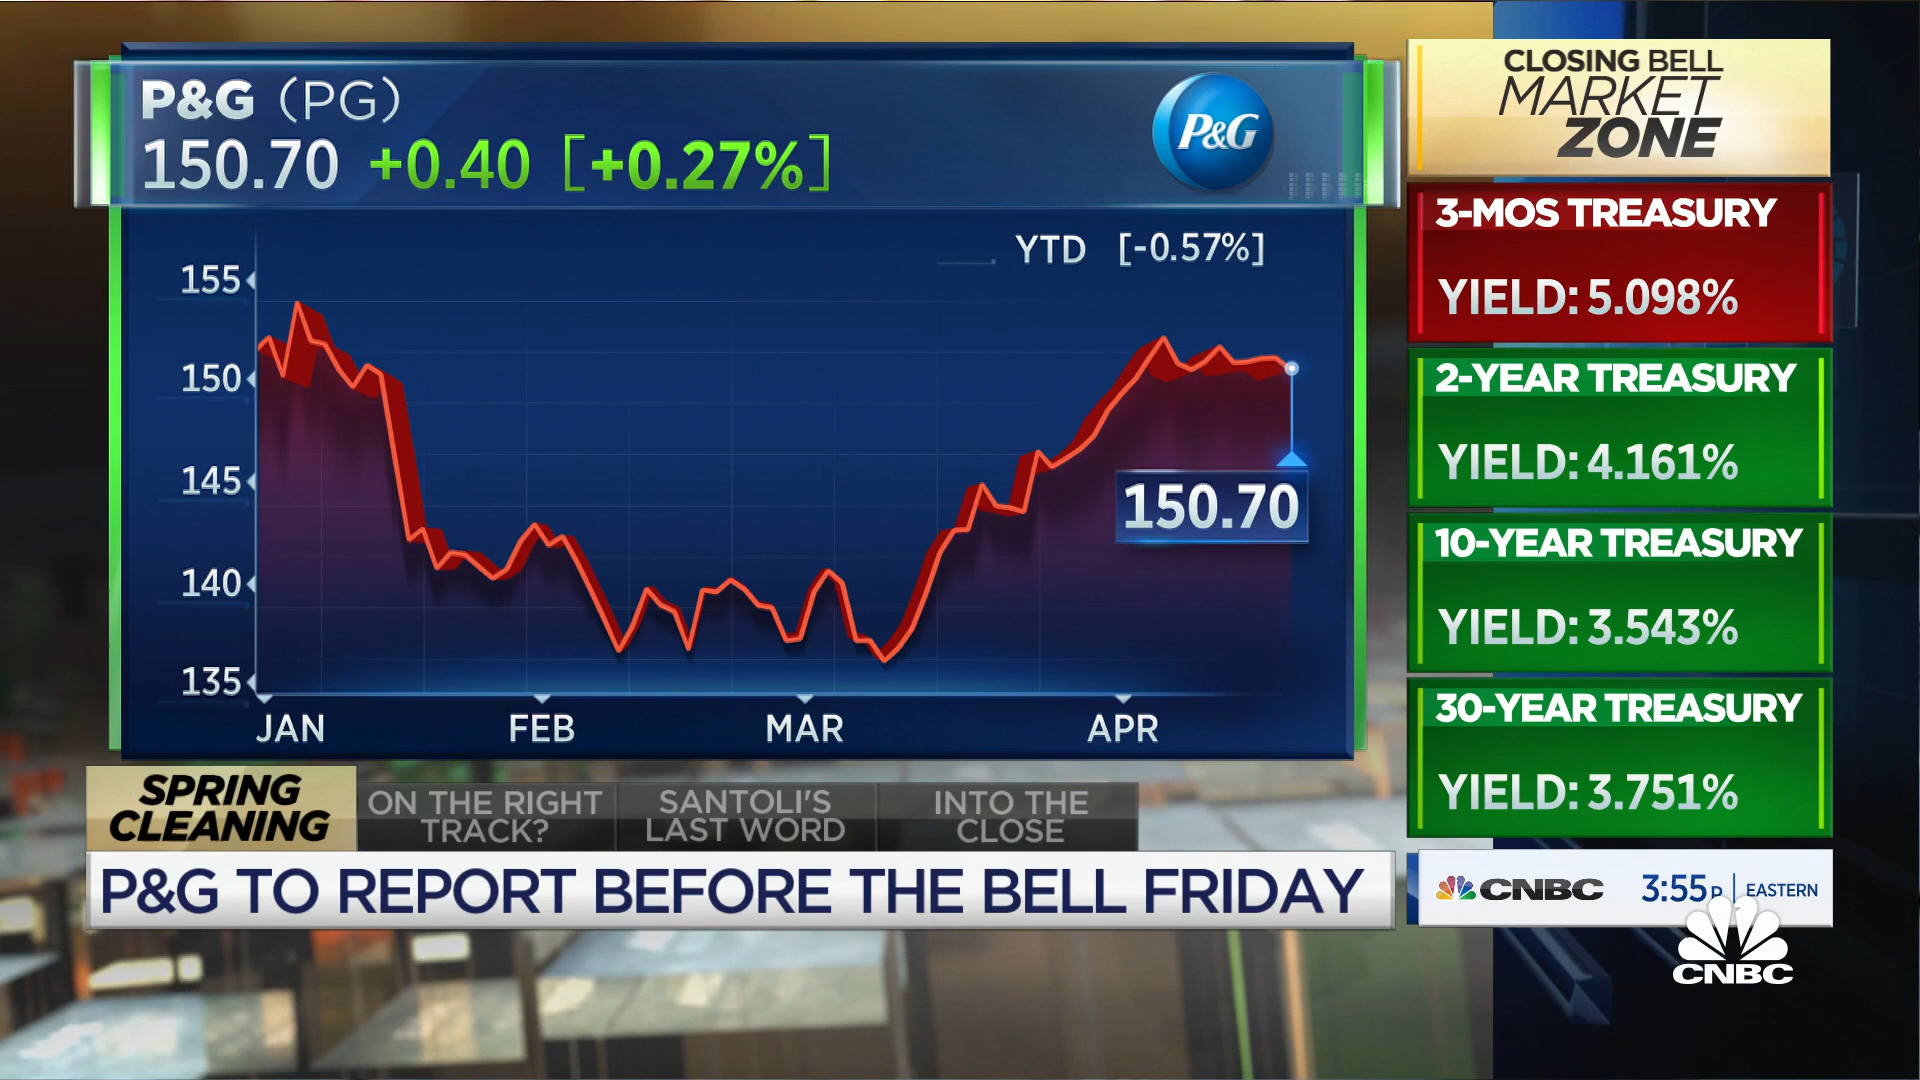 P&G (PG)
150.70 +0.40 [+0.27%]
P&G
YTD [-0.57%]
155
150
145
140
135
150.70
JAN FEB MAR APR
CLOSING BELL
MARKET
ZONE
3-MOS TREASURY
YIELD: 5.098%
2-YEAR TREASURY
YIELD: 4.161%
10-YEAR TREASURY
YIELD: 3.543%
30-YEAR TREASURY
YIELD: 3.751%
SPRING
CLEANING
ON THE RIGHT
TRACK?
SANTOLI'S
LAST WORD
INTO THE
CLOSE
P&G TO REPORT BEFORE THE BELL FRIDAY
CNBC 3:55P EASTERN
CNBC